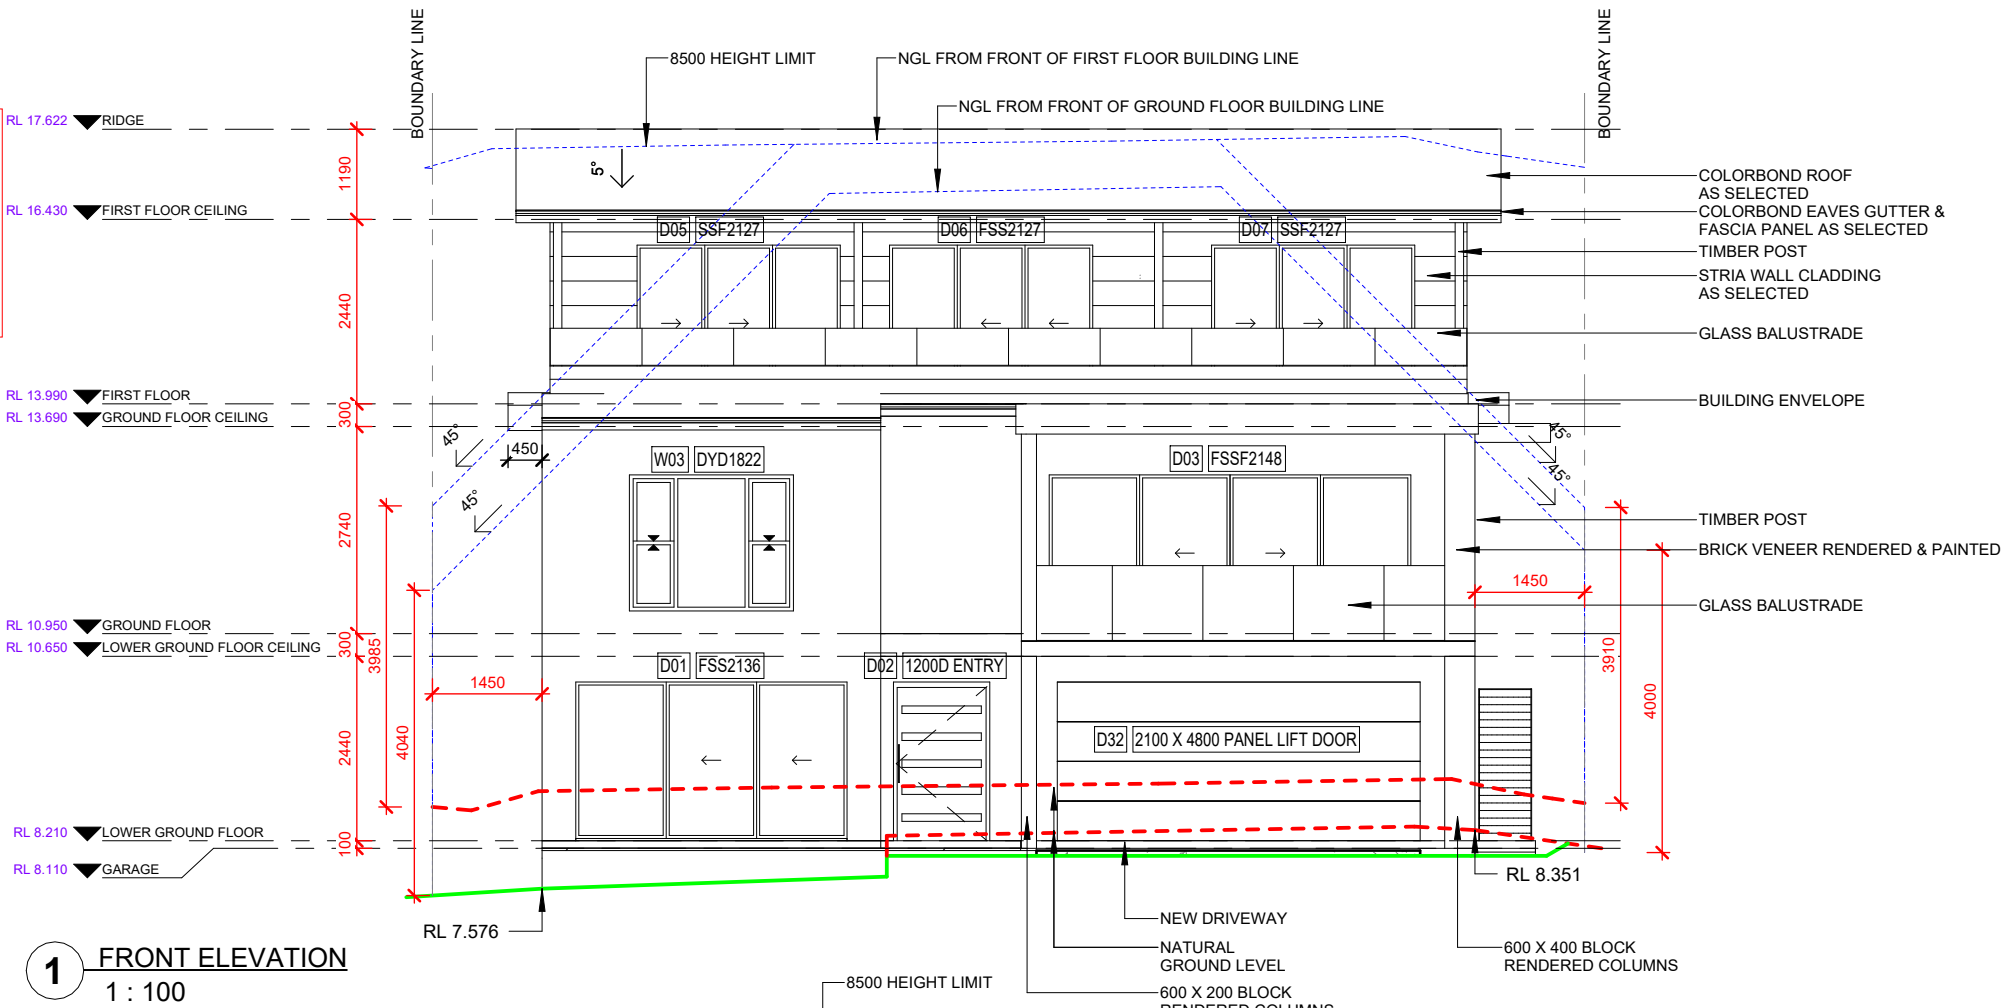 BOUNDARY LINE
BOUNDARY LINE
8500 HEIGHT LIMIT
NGL FROM FRONT OF FIRST FLOOR BUILDING LINE
NGL FROM FRONT OF GROUND FLOOR BUILDING LINE
RL 17.622 RIDGE
1190
5°
COLORBOND ROOF
AS SELECTED
RL 16.430 FIRST FLOOR CEILING
COLORBOND EAVES GUTTER &
FASCIA PANEL AS SELECTED
D05 SSF2127
D06 FSS2127
D07 SSF2127
TIMBER POST
STRIA WALL CLADDING
AS SELECTED
2440
GLASS BALUSTRADE
RL 13.990 FIRST FLOOR
BUILDING ENVELOPE
300
RL 13.690 GROUND FLOOR CEILING
45°
45°
450
W03 DYD1822
D03 FSSF2148
45°
45°
2740
TIMBER POST
BRICK VENEER RENDERED & PAINTED
1450
GLASS BALUSTRADE
RL 10.950 GROUND FLOOR
300
RL 10.650 LOWER GROUND FLOOR CEILING
3985
3910
D01 FSS2136
D02 1200D ENTRY
1450
4000
2440
4040
D32 2100 X 4800 PANEL LIFT DOOR
RL 8.210 LOWER GROUND FLOOR
100
RL 8.110 GARAGE
RL 8.351
RL 7.576
NEW DRIVEWAY
NATURAL
GROUND LEVEL
600 X 400 BLOCK
RENDERED COLUMNS
1 FRONT ELEVATION
1 : 100
8500 HEIGHT LIMIT
600 X 200 BLOCK
RENDERED COLUMNS